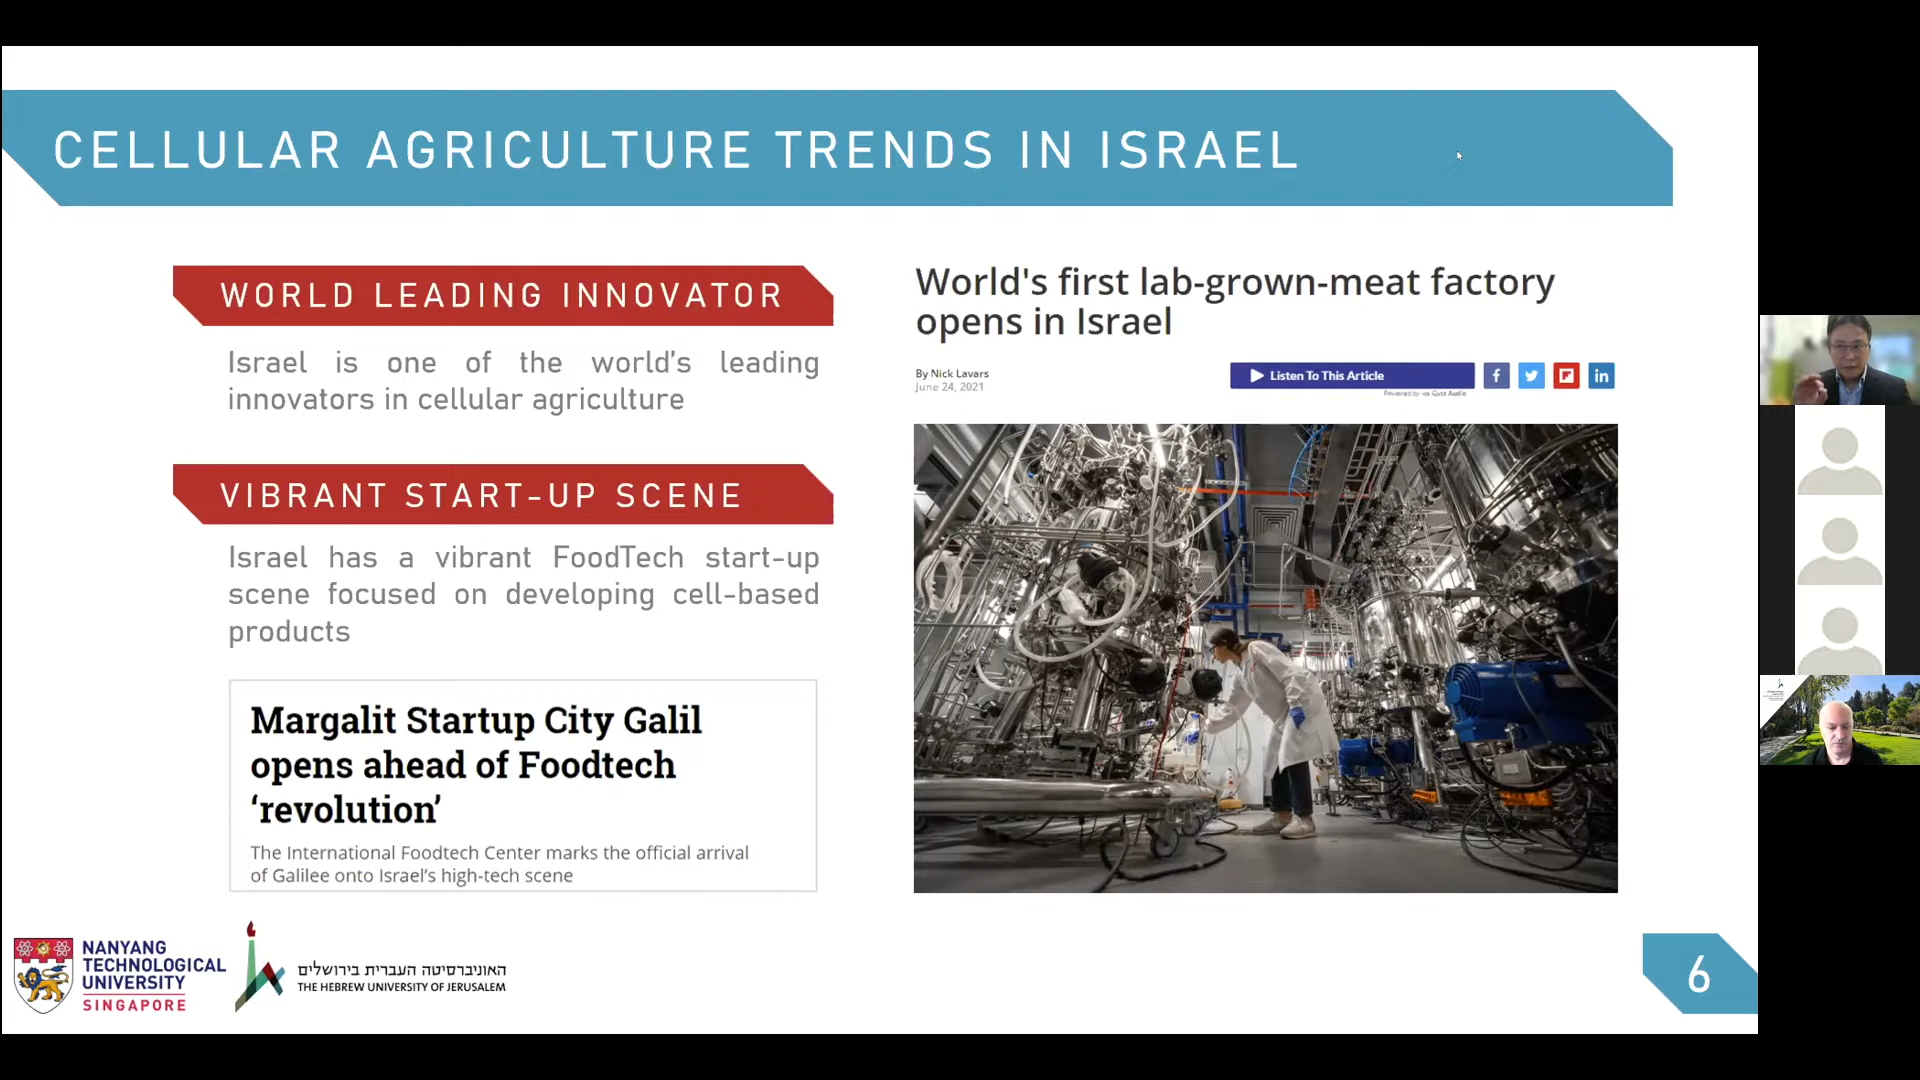 CELLULAR AGRICULTURE TRENDS IN ISRAEL
WORLD LEADING INNOVATOR
Israel is one of the world's leading
innovators in cellular agriculture
VIBRANT START-UP SCENE
Israel has a vibrant FoodTech start-up
scene focused on developing cell-based
products
Margalit Startup City Galil
opens ahead of Foodtech
‘revolution’
The International Foodtech Center marks the official arrival
of Galilee onto Israel's high-tech scene
World's first lab-grown-meat factory
opens in Israel
By Nick Lavars
June 24, 2021
Listen To This Article
Powered by Gyst Audio
NANYANG
TECHNOLOGICAL
UNIVERSITY
SINGAPORE
האוניברסיטה העברית בירושלים
THE HEBREW UNIVERSITY OF JERUSALEM
6